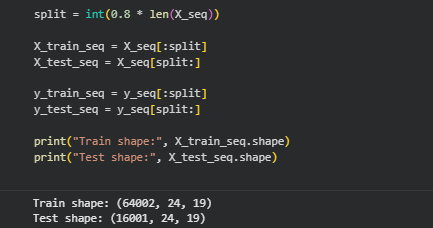 split = int(0.8 * len(X_seq))
X_train_seq = X_seq[:split]
X_test_seq = X_seq[split:]
y_train_seq = y_seq[:split]
y_test_seq = y_seq[split:]
print("Train shape:", X_train_seq.shape)
print("Test shape:", X_test_seq.shape)
Train shape: (64002, 24, 19)
Test shape: (16001, 24, 19)